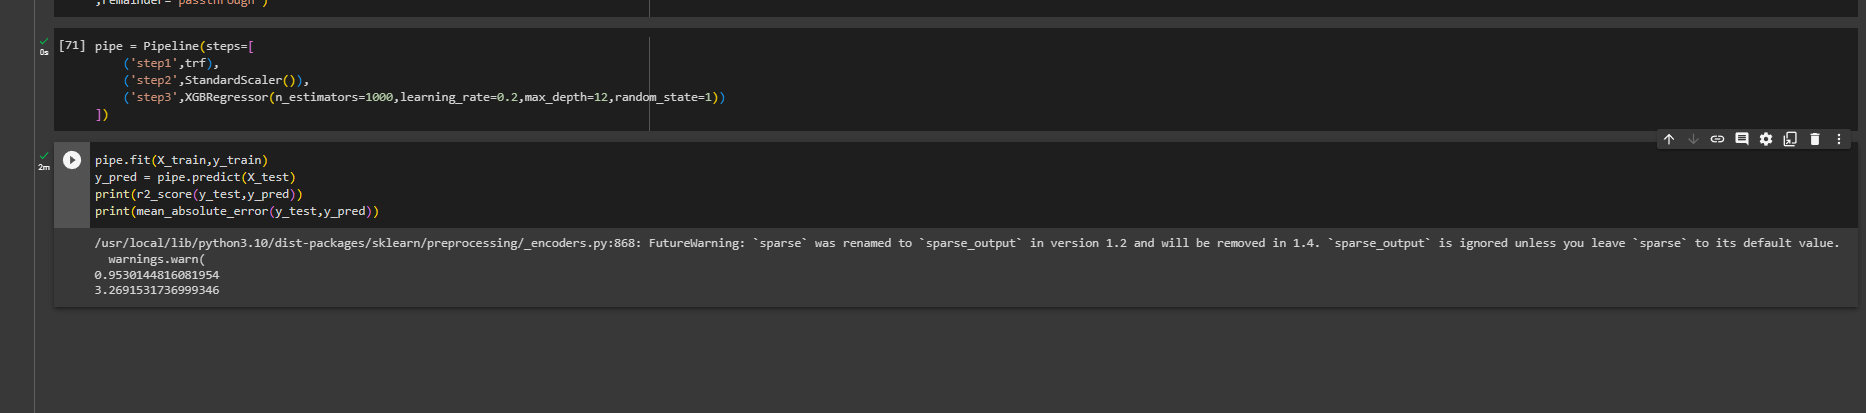 ,remainder='passthrough')
0s
[71] pipe = Pipeline(steps=[
('step1',trf),
('step2',StandardScaler()),
('step3',XGBRegressor(n_estimators=1000,learning_rate=0.2,max_depth=12,random_state=1))
])
2m
pipe.fit(X_train,y_train)
y_pred = pipe.predict(X_test)
print(r2_score(y_test,y_pred))
print(mean_absolute_error(y_test,y_pred))
/usr/local/lib/python3.10/dist-packages/sklearn/preprocessing/_encoders.py:868: FutureWarning: `sparse` was renamed to `sparse_output` in version 1.2 and will be removed in 1.4. `sparse_output` is ignored unless you leave `sparse` to its default value.
warnings.warn(
0.9530144816081954
3.2691531736999346